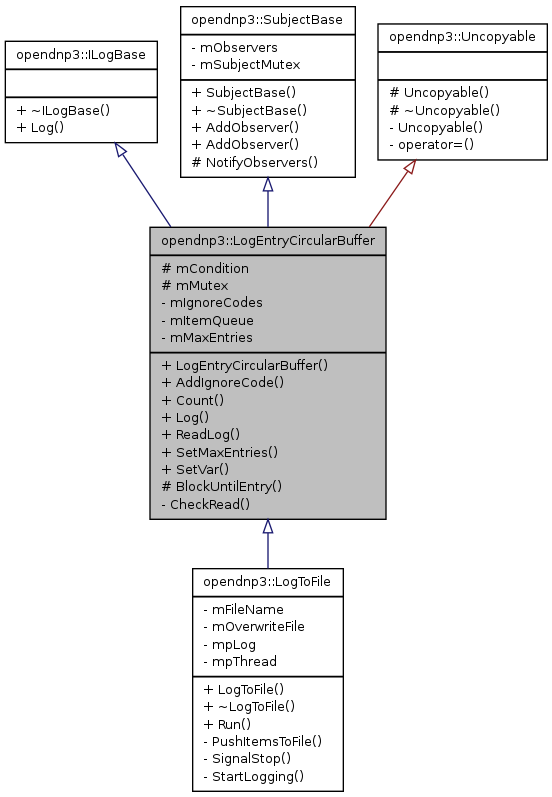 opendnp3::SubjectBase
- mObservers
- mSubjectMutex
+ SubjectBase()
+ ~SubjectBase()
+ AddObserver()
+ AddObserver()
# NotifyObservers()
opendnp3::ILogBase
+ ~ILogBase()
+ Log()
opendnp3::Uncopyable
# Uncopyable()
# ~Uncopyable()
- Uncopyable()
- operator=()
opendnp3::LogEntryCircularBuffer
# mCondition
# mMutex
- mIgnoreCodes
- mItemQueue
- mMaxEntries
+ LogEntryCircularBuffer()
+ AddIgnoreCode()
+ Count()
+ Log()
+ ReadLog()
+ SetMaxEntries()
+ SetVar()
# BlockUntilEntry()
- CheckRead()
opendnp3::LogToFile
- mFileName
- mOverwriteFile
- mpLog
- mpThread
+ LogToFile()
+ ~LogToFile()
+ Run()
- PushItemsToFile()
- SignalStop()
- StartLogging()